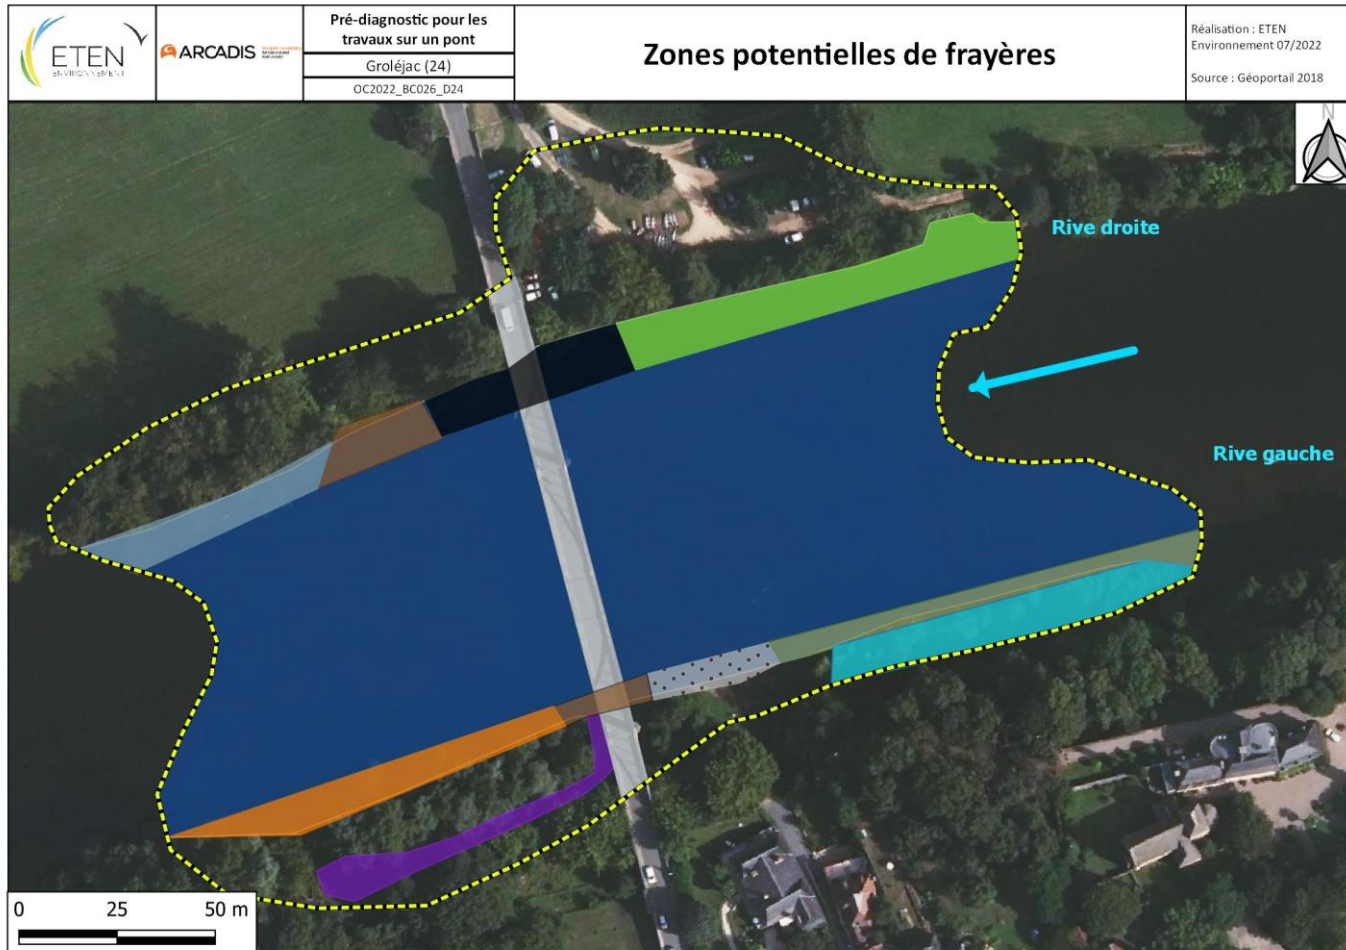 ETEN
ENVIRONNEMENT
ARCADIS
Pré-diagnostic pour les
travaux sur un pont
Groléjac (24)
OC2022_BC026_D24
Zones potentielles de frayères
Réalisation : ETEN
Environnement 07/2022
Source : Géoportail 2018
N
Rive droite
Rive gauche
0 25 50 m